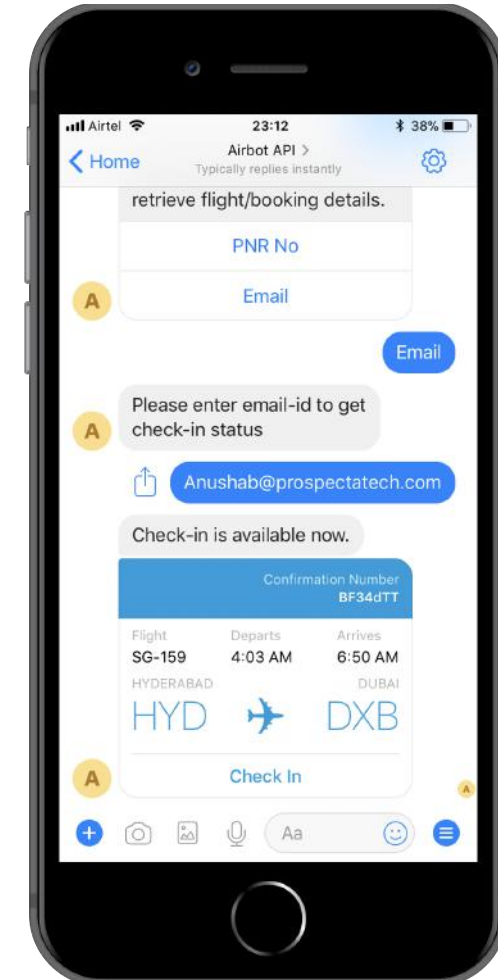 Airtel 23:12 38%
Home Airbot API >
Typically replies instantly
retrieve flight/booking details.
PNR No
A
Email
Email
Please enter email-id to get
A
check-in status
Anushab@prospectatech.com
Check-in is available now.
Confirmation Number
BF34dTT
Flight Departs Arrives
SG-159 4:03 AM 6:50 AM
HYDERABAD DUBAI
HYD DXB
A
Check In
A
Aa